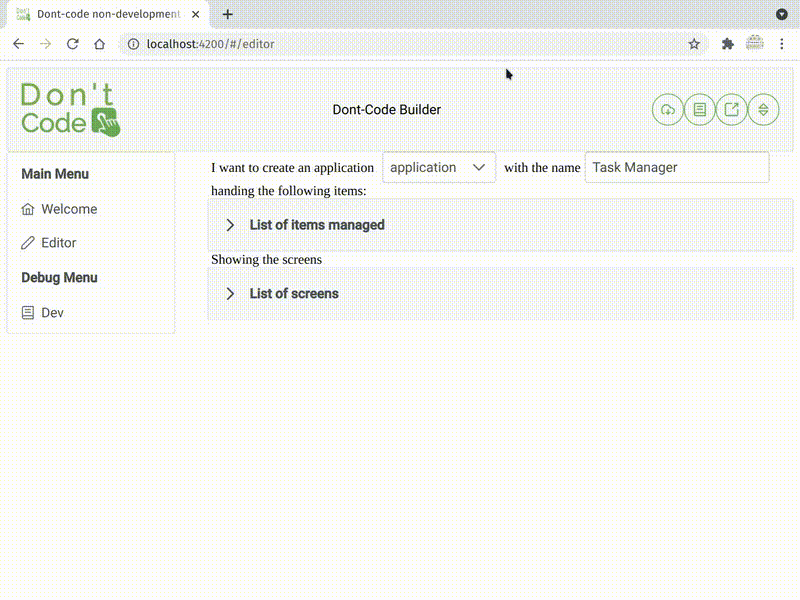 Dont-code non-development
localhost:4200/#/editor
Don't
Code
Dont-Code Builder
Main Menu
Welcome
Editor
Debug Menu
Dev
I want to create an application application with the name Task Manager
handing the following items:
List of items managed
Showing the screens
List of screens